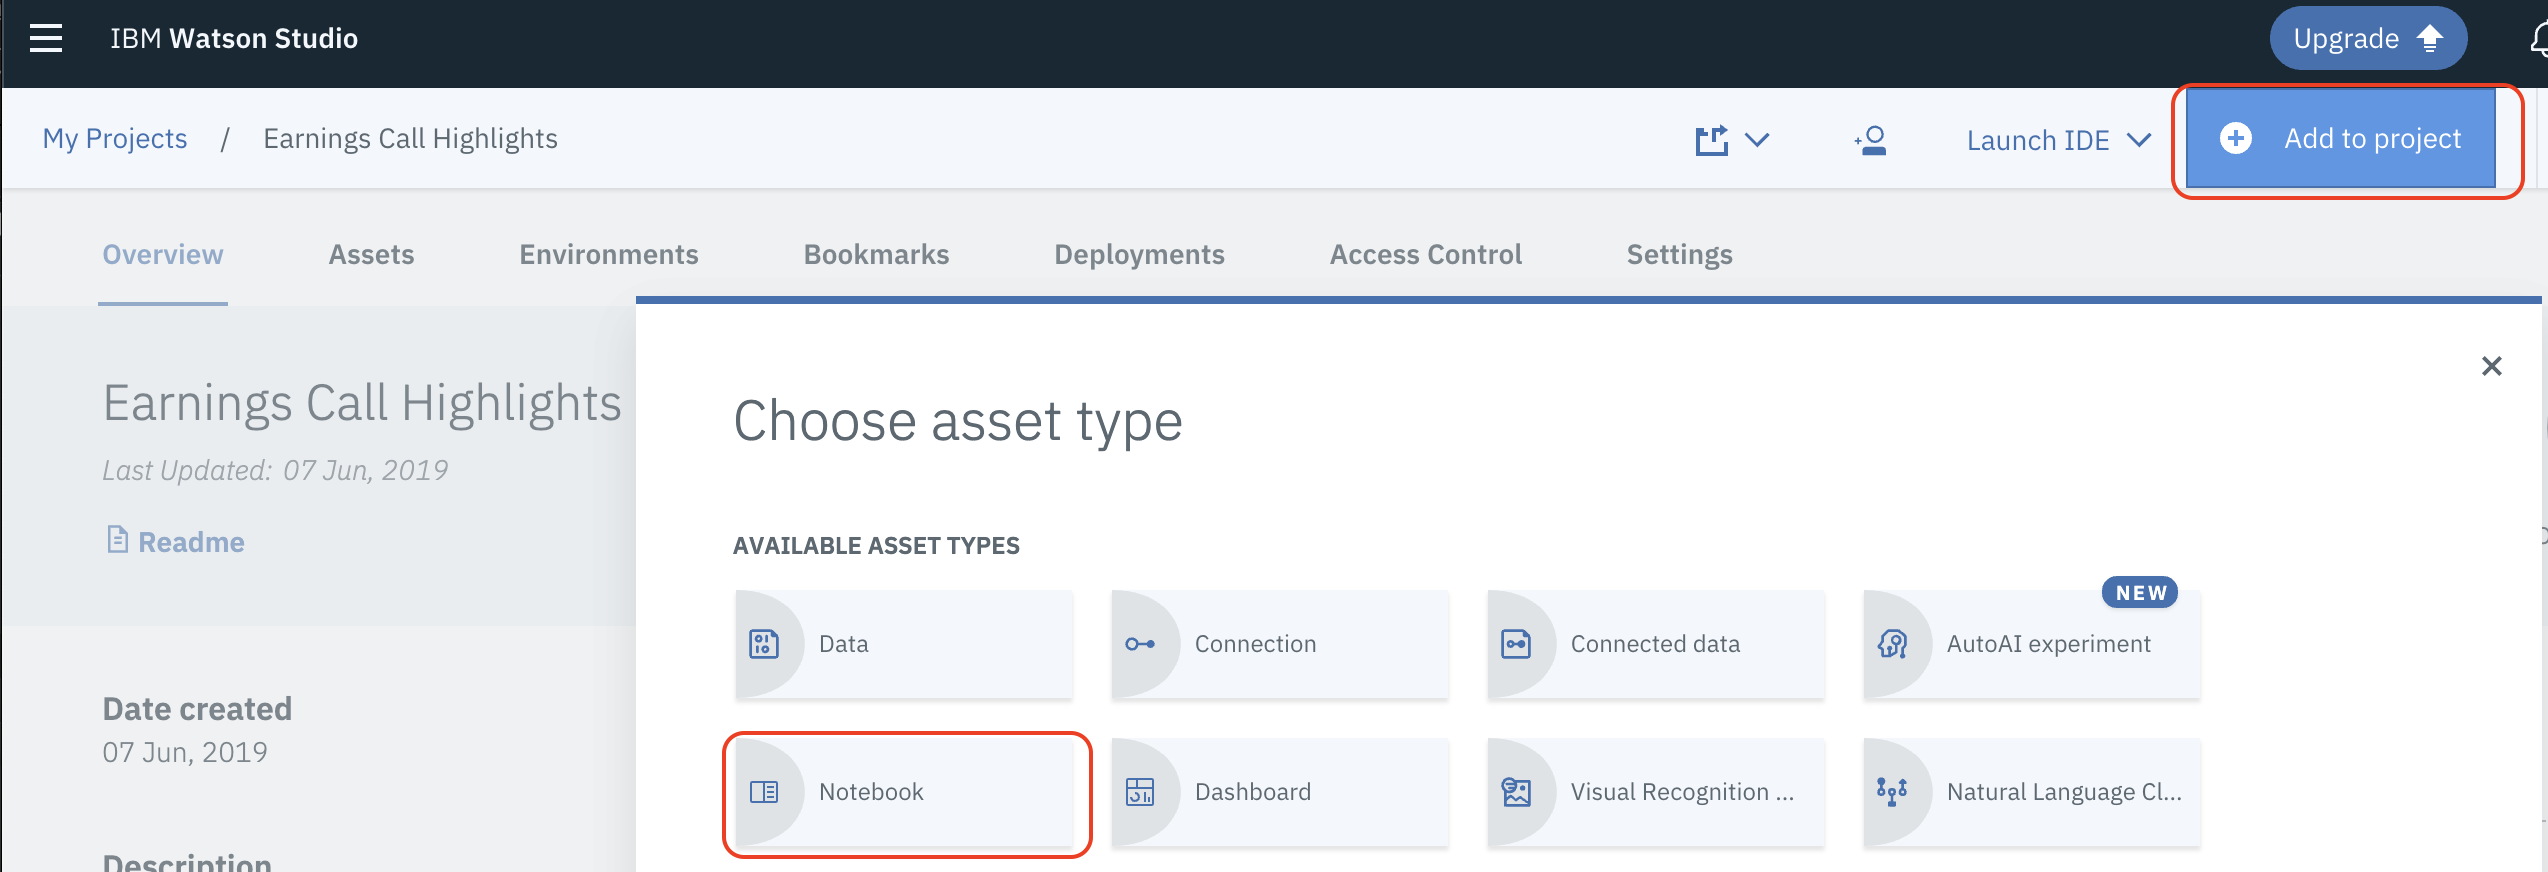 IBM Watson Studio
Upgrade
My Projects / Earnings Call Highlights
Launch IDE
Add to project
Overview Assets Environments Bookmarks Deployments Access Control Settings
Earnings Call Highlights
Last Updated: 07 Jun, 2019
Readme
Date created
07 Jun, 2019
Description
Choose asset type
AVAILABLE ASSET TYPES
NEW
Data Connection Connected data AutoAI experiment
Notebook Dashboard Visual Recognition ... Natural Language Cl...